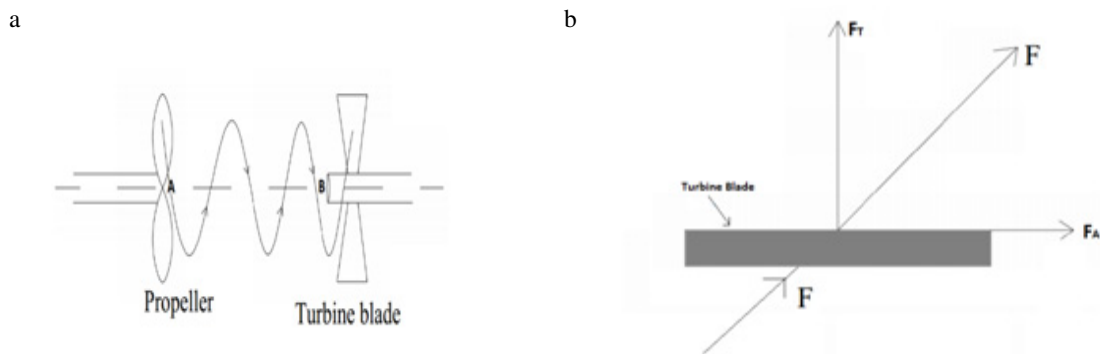 a
A
B
Propeller
Turbine blade
b
FT
F
Turbine Blade
FA
F